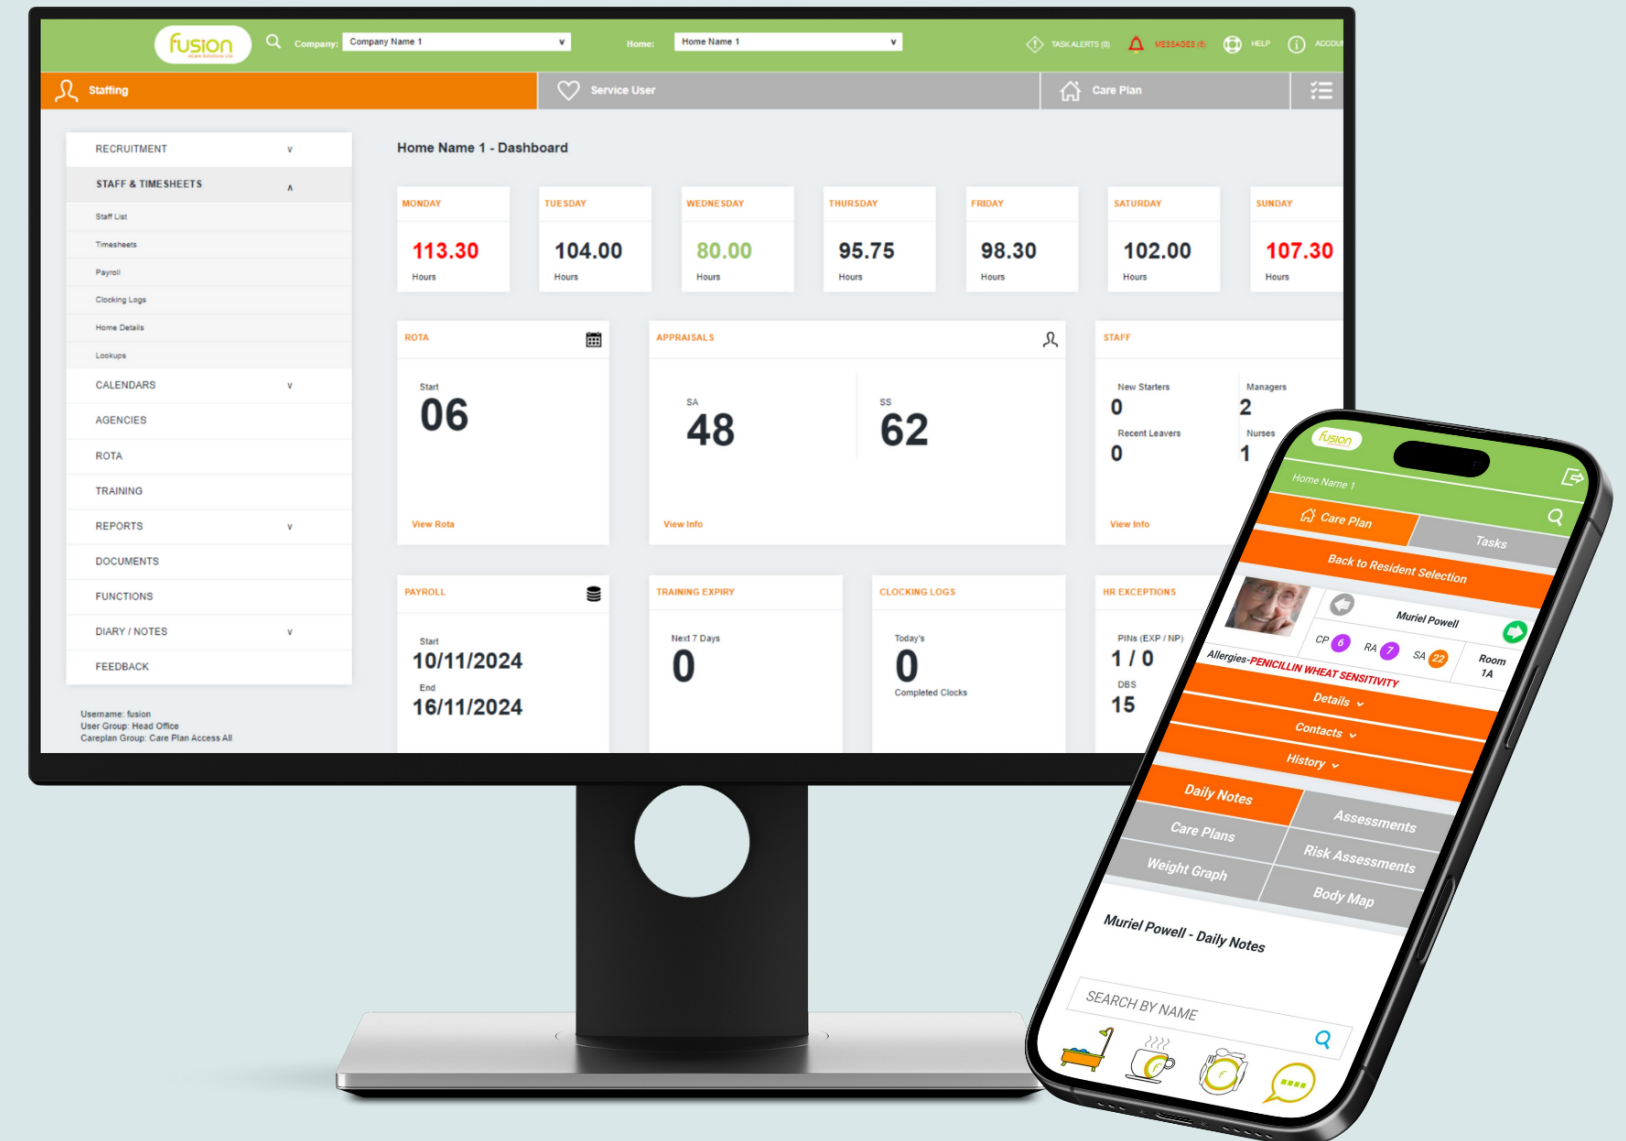 fusion
Company:
Company Name 1
Home:
Home Name 1
TASK ALERTS (0)
MESSAGES (6)
HELP
Staffing
Service User
Care Plan
RECRUITMENT
STAFF & TIMESHEETS
Staff List
Timesheets
Payroll
Clocking Logs
Home Details
Lookups
CALENDARS
AGENCIES
ROTA
TRAINING
REPORTS
DOCUMENTS
FUNCTIONS
DIARY / NOTES
FEEDBACK
Username: fusion
User Group: Head Office
Careplan Group: Care Plan Access All
Home Name 1 - Dashboard
MONDAY
113.30
Hours
TUESDAY
104.00
Hours
WEDNESDAY
80.00
Hours
THURSDAY
95.75
Hours
FRIDAY
98.30
Hours
SATURDAY
102.00
Hours
SUNDAY
107.30
Hours
ROTA
Start
06
View Rota
APPRAISALS
SA
48
SS
62
View Info
STAFF
New Starters
0
Managers
2
Recent Leavers
0
Nurses
1
View Info
PAYROLL
Start
10/11/2024
End
16/11/2024
TRAINING EXPIRY
Next 7 Days
0
CLOCKING LOGS
Today's
0
Completed Clocks
HR EXCEPTIONS
PINs (EXP / NP)
1 / 0
DBS
15
fusion
Home Name 1
Care Plan
Tasks
Back to Resident Selection
Muriel Powell
CP 6 RA 7 SA 22
Room
1A
Allergies-PENICILLIN WHEAT SENSITIVITY
Details
Contacts
History
Daily Notes
Assessments
Care Plans
Risk Assessments
Weight Graph
Body Map
Muriel Powell - Daily Notes
SEARCH BY NAME